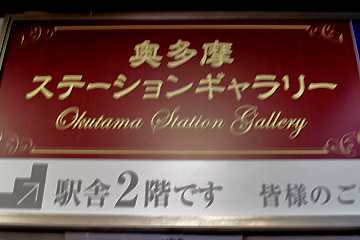 奥多摩
ステーションギャラリー
Okutama Station Gallery
駅舎2階です 皆様のご